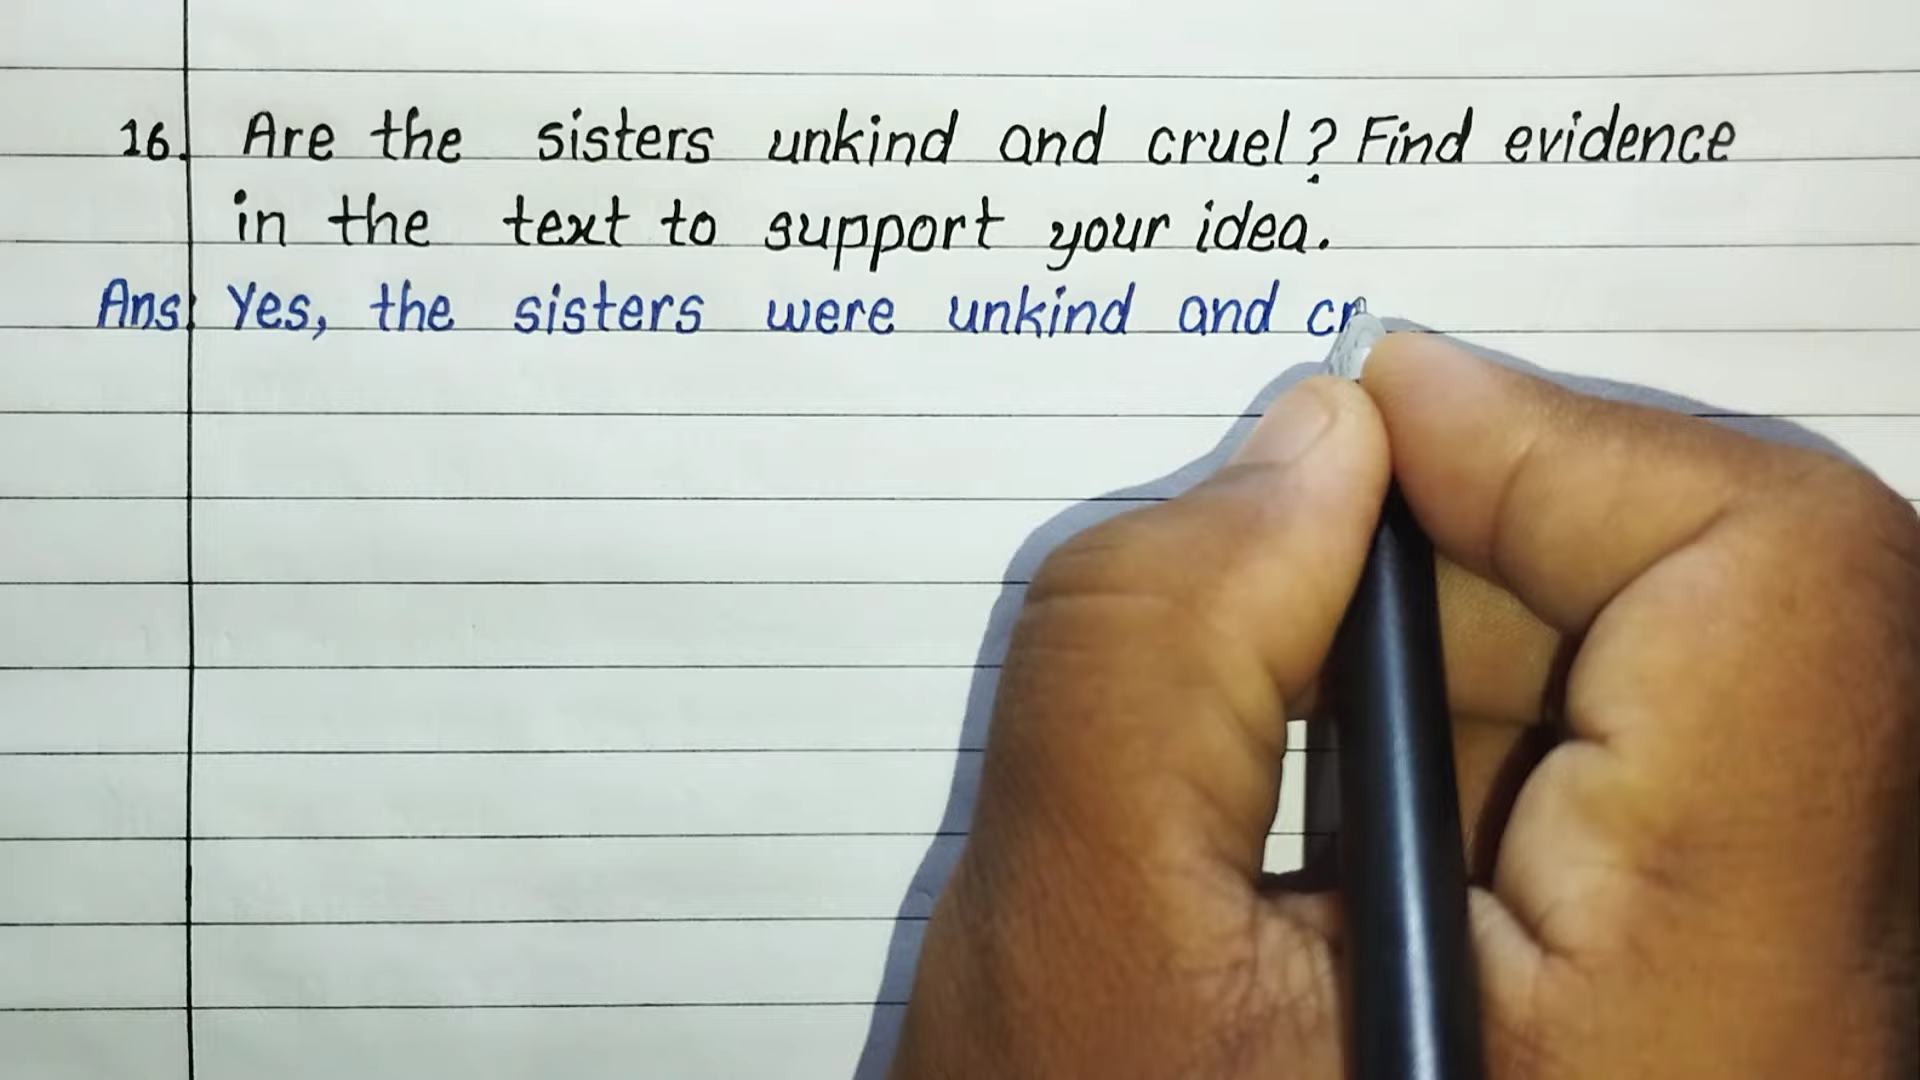 16. Are the sisters unkind and cruel? Find evidence
in the text to support your idea.
Ans: Yes, the sisters were unkind and cr